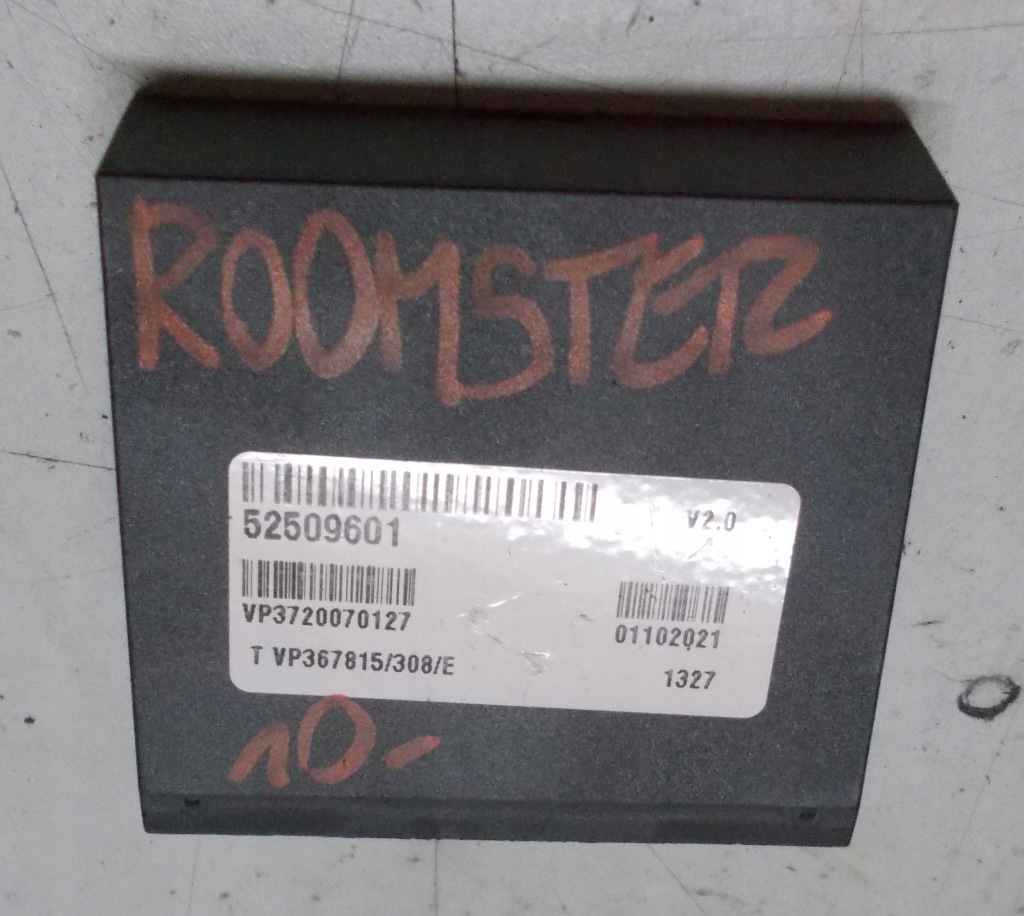 ROOMSTER
52509601 V2.0
VP3720070127 01102021
T VP367815/308/E 1327
10-